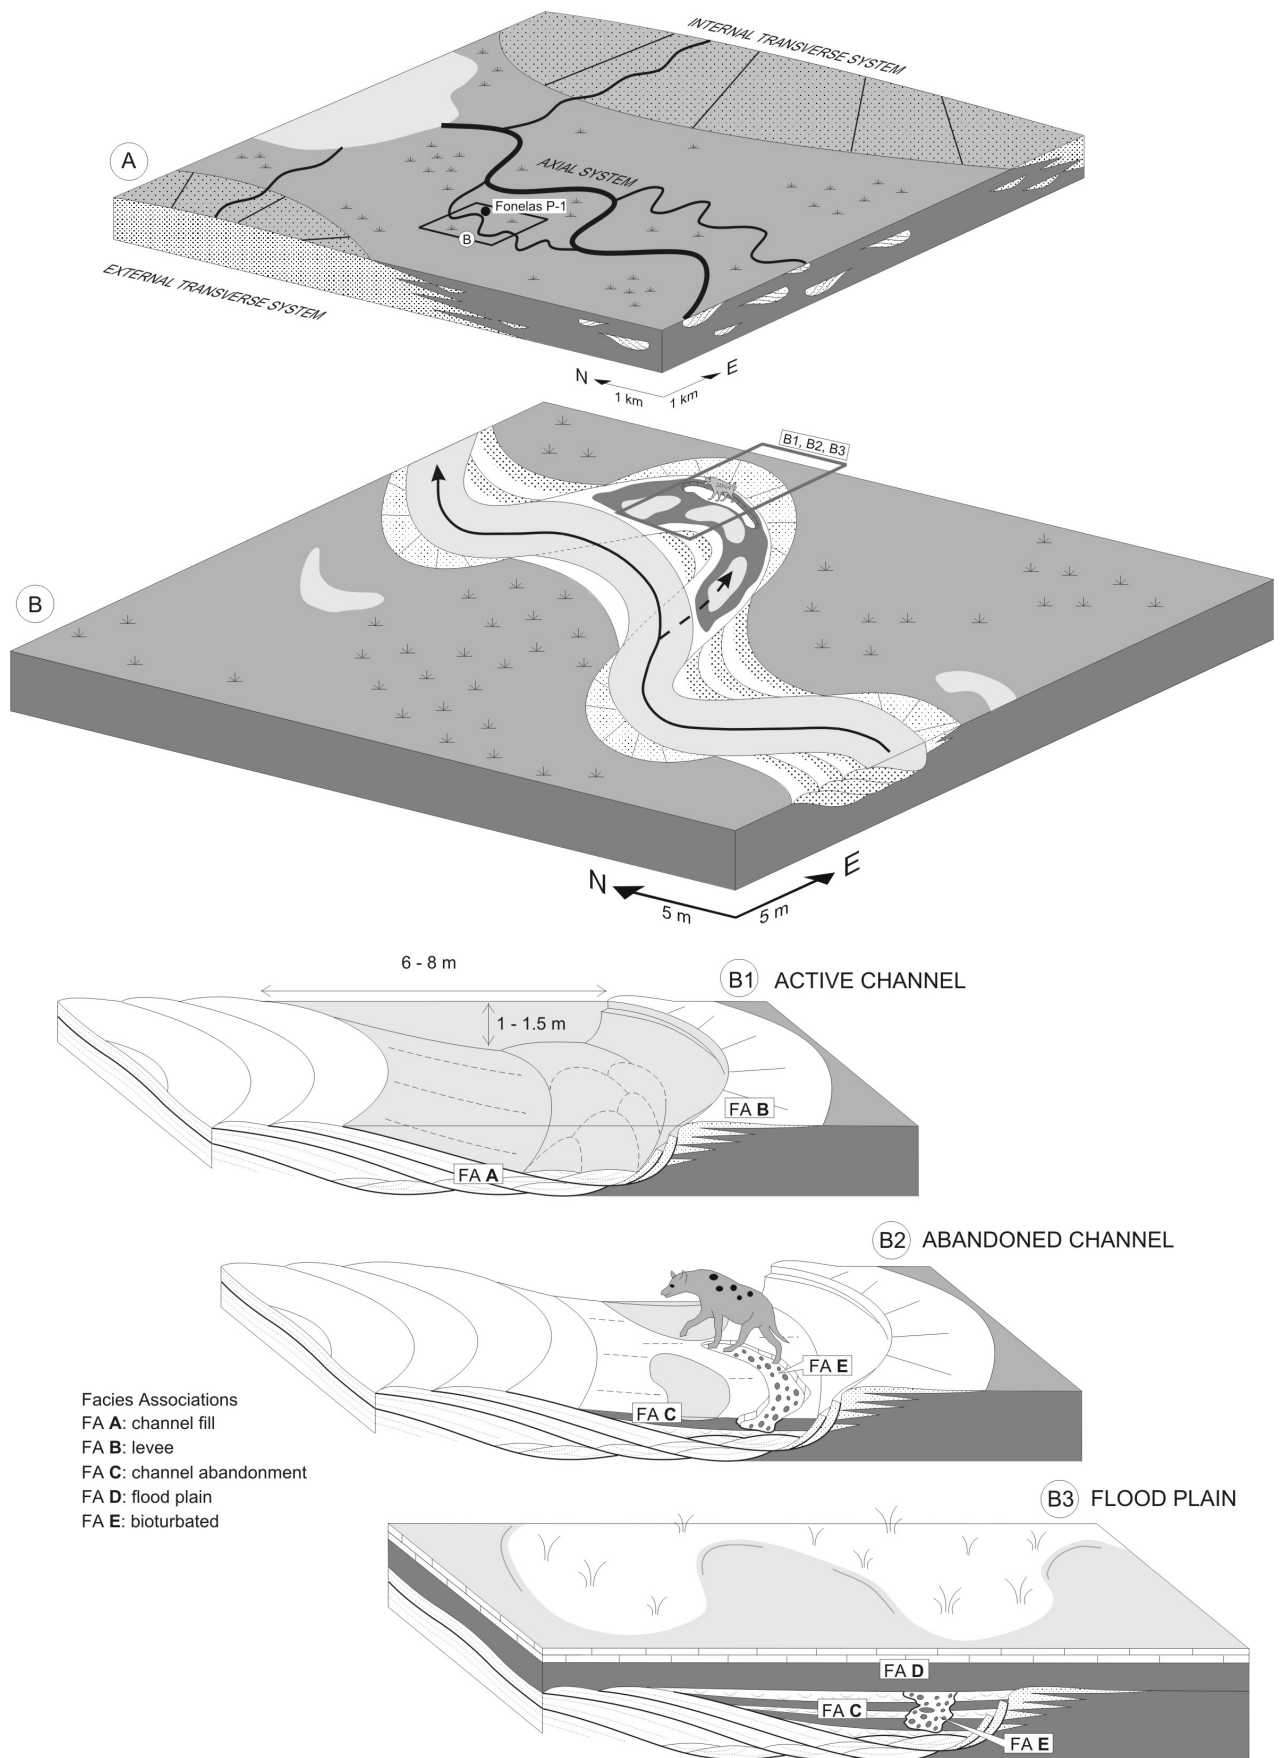 INTERNAL TRANSVERSE SYSTEM
A
AXIAL SYSTEM
Fonelas P-1
B
EXTERNAL TRANSVERSE SYSTEM
N
E
1 km
1 km
B1, B2, B3
B
N
E
5 m
5 m
6 - 8 m
B1 ACTIVE CHANNEL
1 - 1.5 m
FA B
FA A
B2 ABANDONED CHANNEL
FA E
FA C
Facies Associations
FA A: channel fill
FA B: levee
FA C: channel abandonment
FA D: flood plain
FA E: bioturbated
B3 FLOOD PLAIN
FA D
FA C
FA E